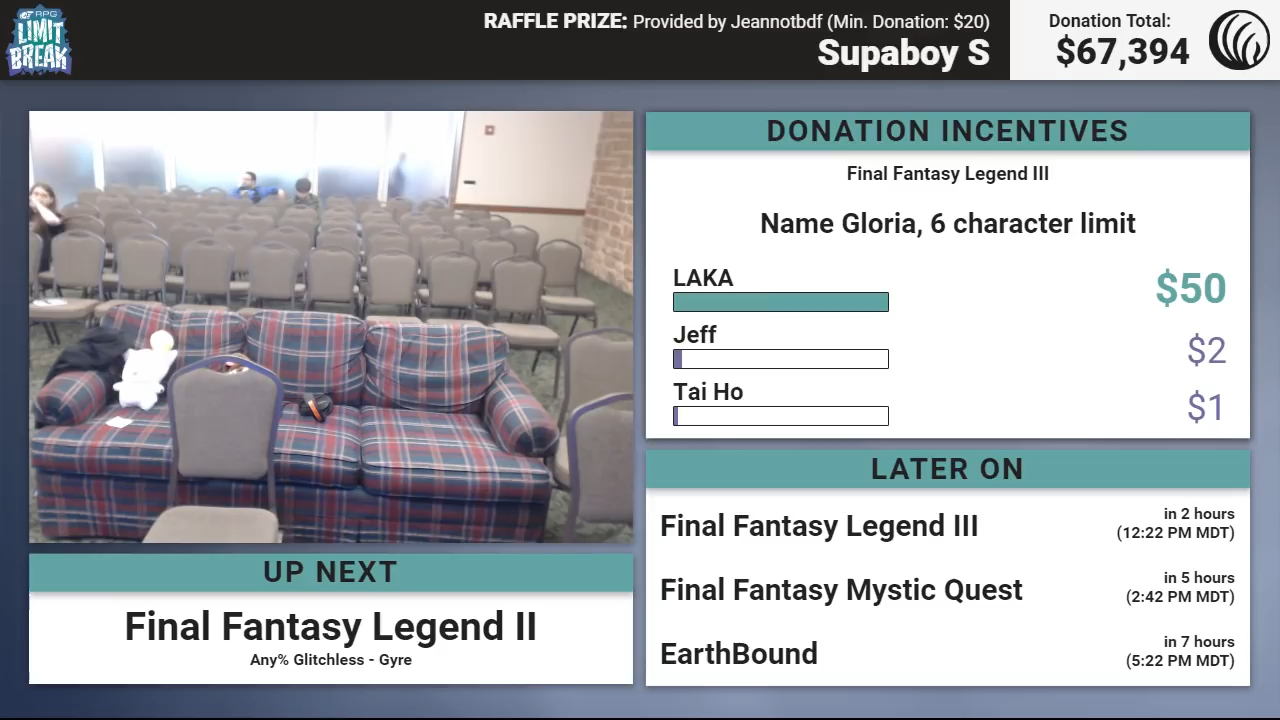 RPG
LIMIT
BREAK
RAFFLE PRIZE: Provided by Jeannotbdf (Min. Donation: $20)
Supaboy S
Donation Total:
$67,394
DONATION INCENTIVES
Final Fantasy Legend III
Name Gloria, 6 character limit
LAKA
$50
Jeff
$2
Tai Ho
$1
UP NEXT
Final Fantasy Legend II
Any% Glitchless - Gyre
LATER ON
Final Fantasy Legend III
in 2 hours
(12:22 PM MDT)
Final Fantasy Mystic Quest
in 5 hours
(2:42 PM MDT)
EarthBound
in 7 hours
(5:22 PM MDT)